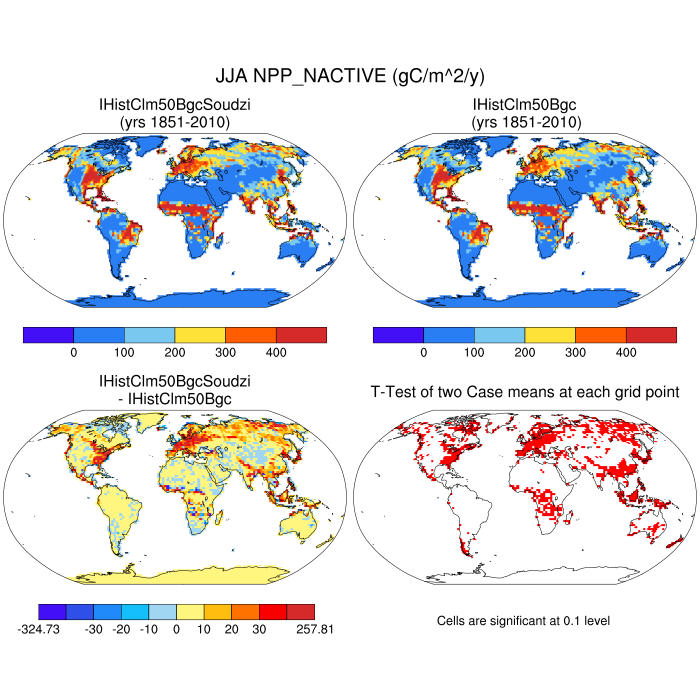 JJA NPP_NACTIVE (gC/m^2/y)
IHistClm50BgcSoudzi
(yrs 1851-2010)
IHistClm50Bgc
(yrs 1851-2010)
0 100 200 300 400
0 100 200 300 400
IHistClm50BgcSoudzi
- IHistClm50Bgc
T-Test of two Case means at each grid point
-324.73 -30 -20 -10 0 10 20 30 257.81
Cells are significant at 0.1 level